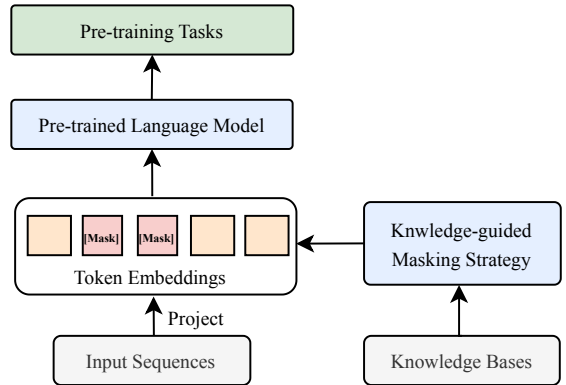 Pre-training Tasks
Pre-trained Language Model
[Mask] [Mask]
Token Embeddings
Knwledge-guided
Masking Strategy
Project
Input Sequences
Knowledge Bases